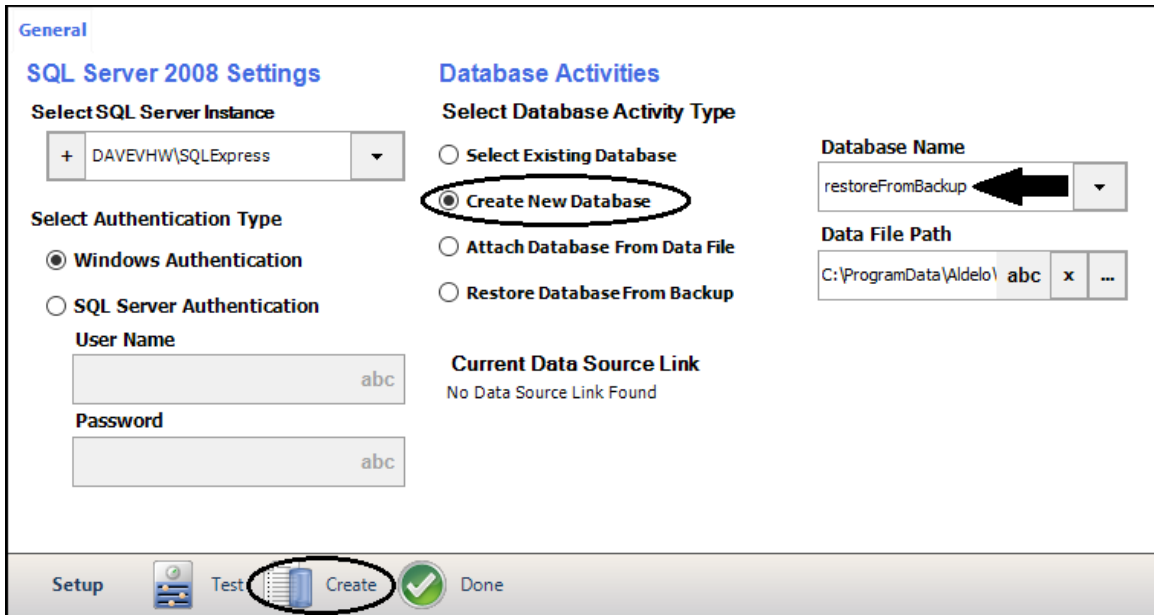 General
SQL Server 2008 Settings
Select SQL Server Instance
+ DAVEVHW\SQLExpress
Select Authentication Type
Windows Authentication
SQL Server Authentication
User Name
abc
Password
abc
Database Activities
Select Database Activity Type
Select Existing Database
Create New Database
Attach Database From Data File
Restore Database From Backup
Current Data Source Link
No Data Source Link Found
Database Name
restoreFromBackup
Data File Path
C:\ProgramData\Aldelo\ abc x ...
Setup Test Create Done